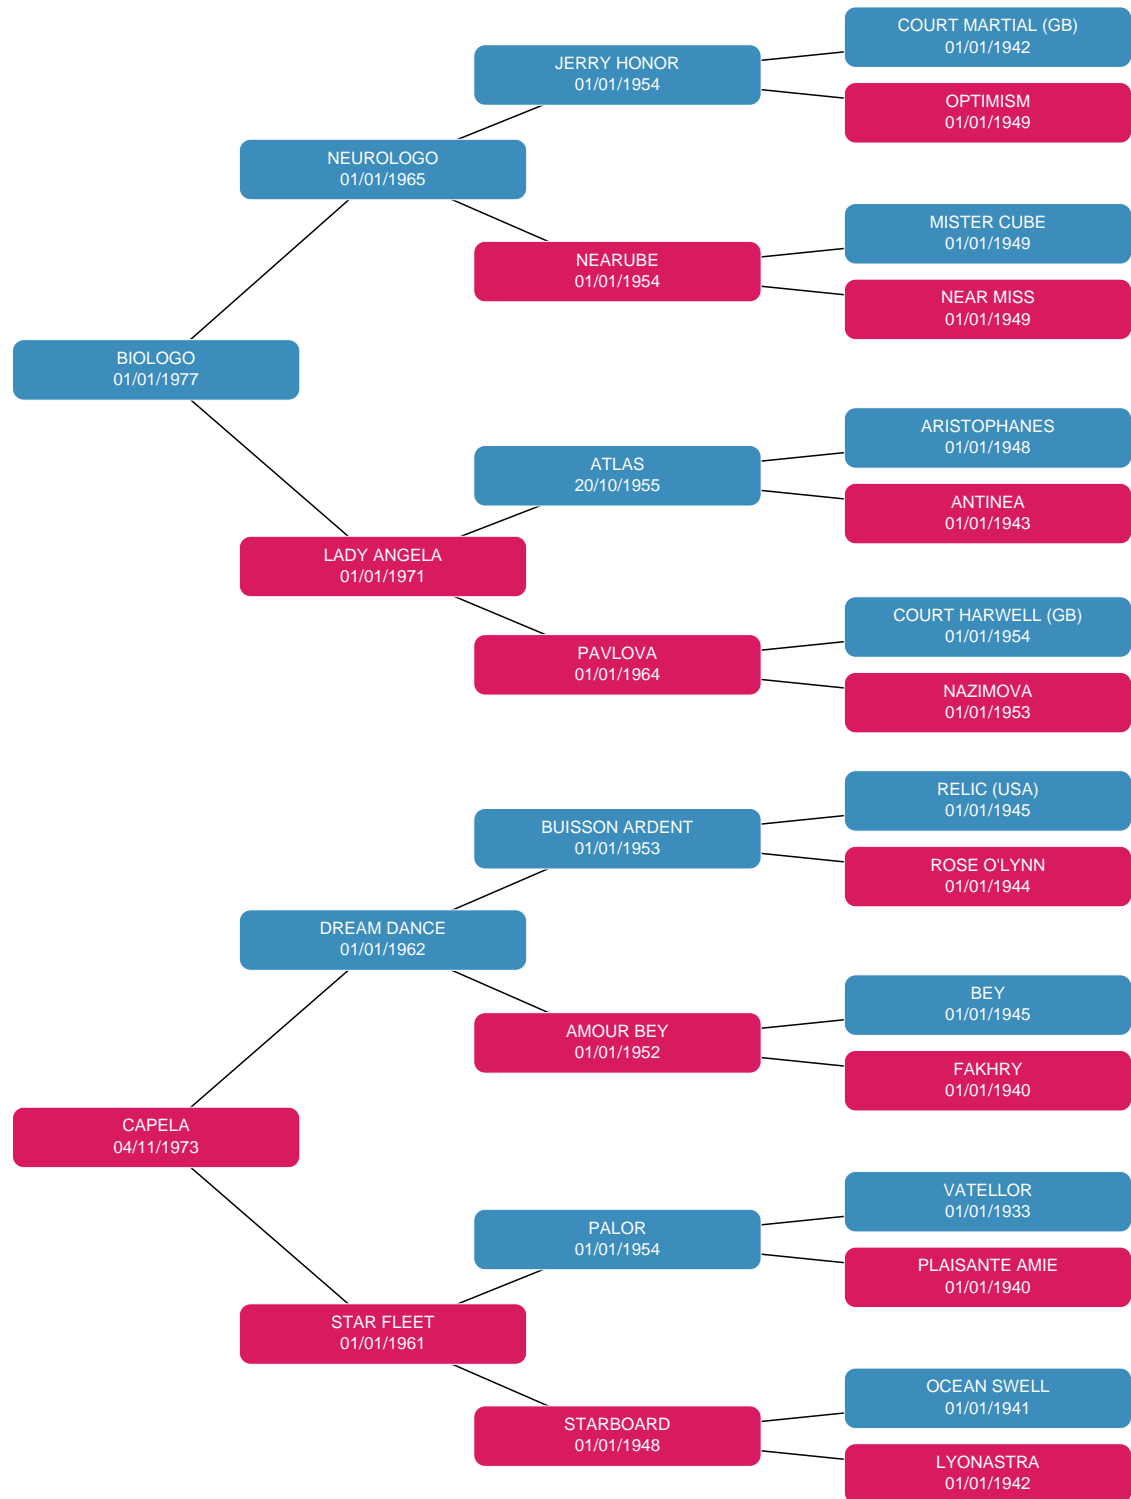 COURT MARTIAL (GB)
01/01/1942
JERRY HONOR
01/01/1954
OPTIMISM
01/01/1949
NEUROLOGO
01/01/1965
MISTER CUBE
01/01/1949
NEARUBE
01/01/1954
NEAR MISS
01/01/1949
BIOLOGO
01/01/1977
ARISTOPHANES
01/01/1948
ATLAS
20/10/1955
ANTINEA
01/01/1943
LADY ANGELA
01/01/1971
COURT HARWELL (GB)
01/01/1954
PAVLOVA
01/01/1964
NAZIMOVA
01/01/1953
RELIC (USA)
01/01/1945
BUISSON ARDENT
01/01/1953
ROSE O'LYNN
01/01/1944
DREAM DANCE
01/01/1962
BEY
01/01/1945
AMOUR BEY
01/01/1952
FAKHRY
01/01/1940
CAPELA
04/11/1973
VATELLOR
01/01/1933
PALOR
01/01/1954
PLAISANTE AMIE
01/01/1940
STAR FLEET
01/01/1961
OCEAN SWELL
01/01/1941
STARBOARD
01/01/1948
LYONASTRA
01/01/1942